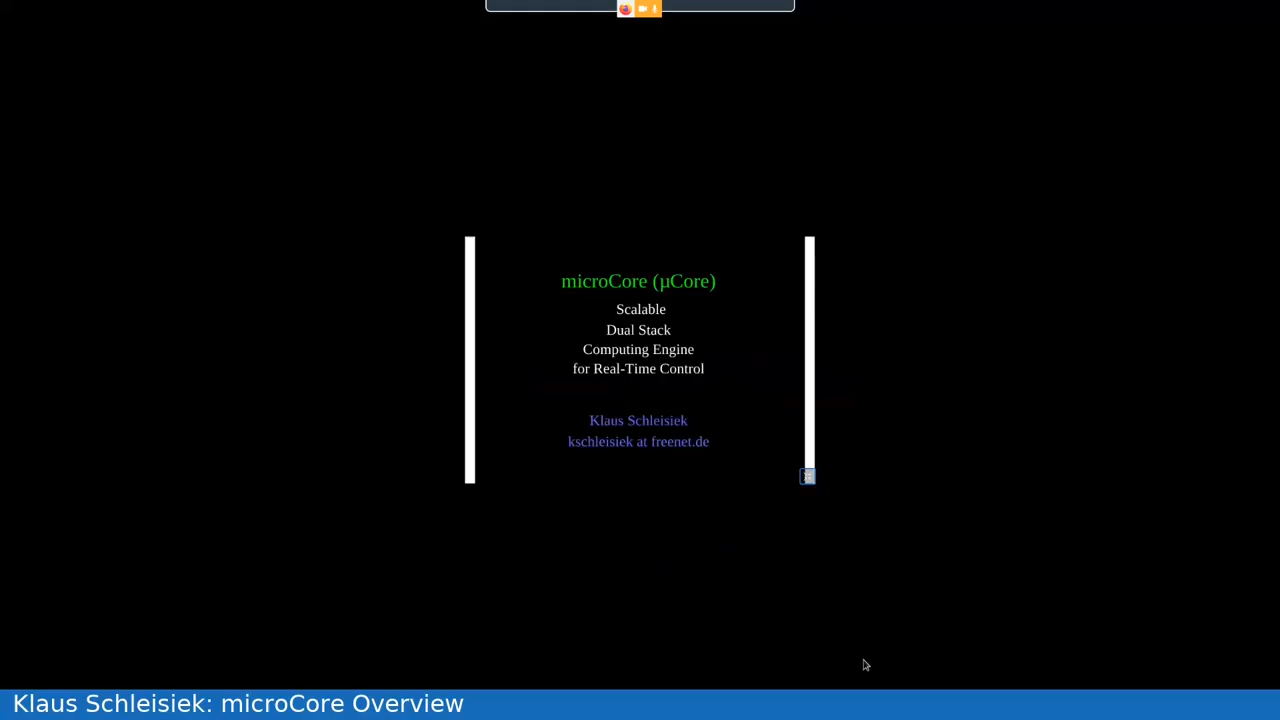 microCore (µCore)
Scalable
Dual Stack
Computing Engine
for Real-Time Control
Klaus Schleisiek
kschleisiek at freenet.de
Klaus Schleisiek: microCore Overview